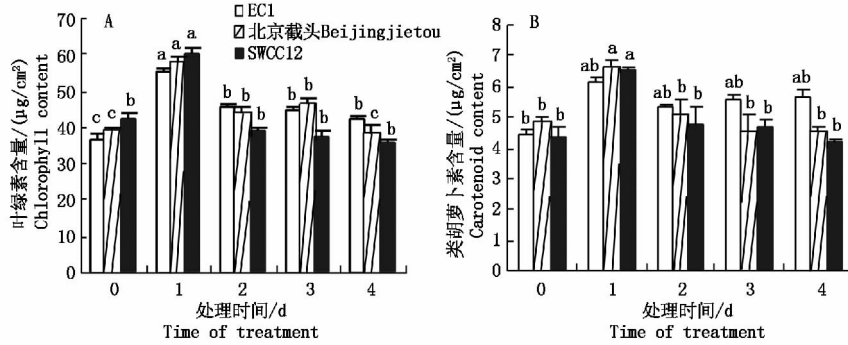 A
EC1
北京截头Beijingjietou
SWCC12
叶绿素含量/(μg/cm²)
Chlorophyll content
70
60
50
40
30
20
10
0
c c b
a a a
b b b
b b b
b c b
0 1 2 3 4
处理时间/d
Time of treatment
B
类胡萝卜素含量/(μg/cm²)
Carotenoid content
8
7
6
5
4
3
2
1
0
b b b
ab a a
ab b b
ab b b
ab b b
0 1 2 3 4
处理时间/d
Time of treatment